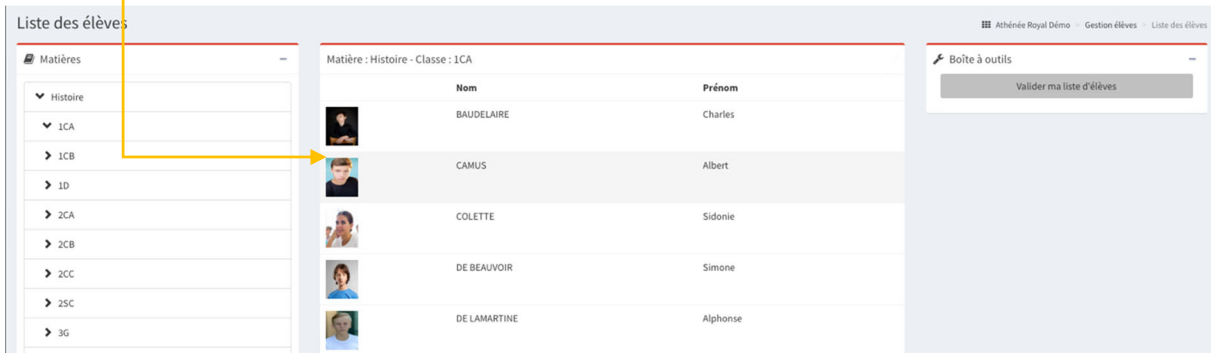 Liste des élèves
Athénée Royal Démo > Gestion élèves > Liste des élèves
Matières
Histoire
1CA
1CB
1D
2CA
2CB
2CC
2SC
3G
Matière : Histoire - Classe : 1CA
Nom Prénom
BAUDELAIRE Charles
CAMUS Albert
COLETTE Sidonie
DE BEAUVOIR Simone
DE LAMARTINE Alphonse
Boîte à outils
Valider ma liste d'élèves